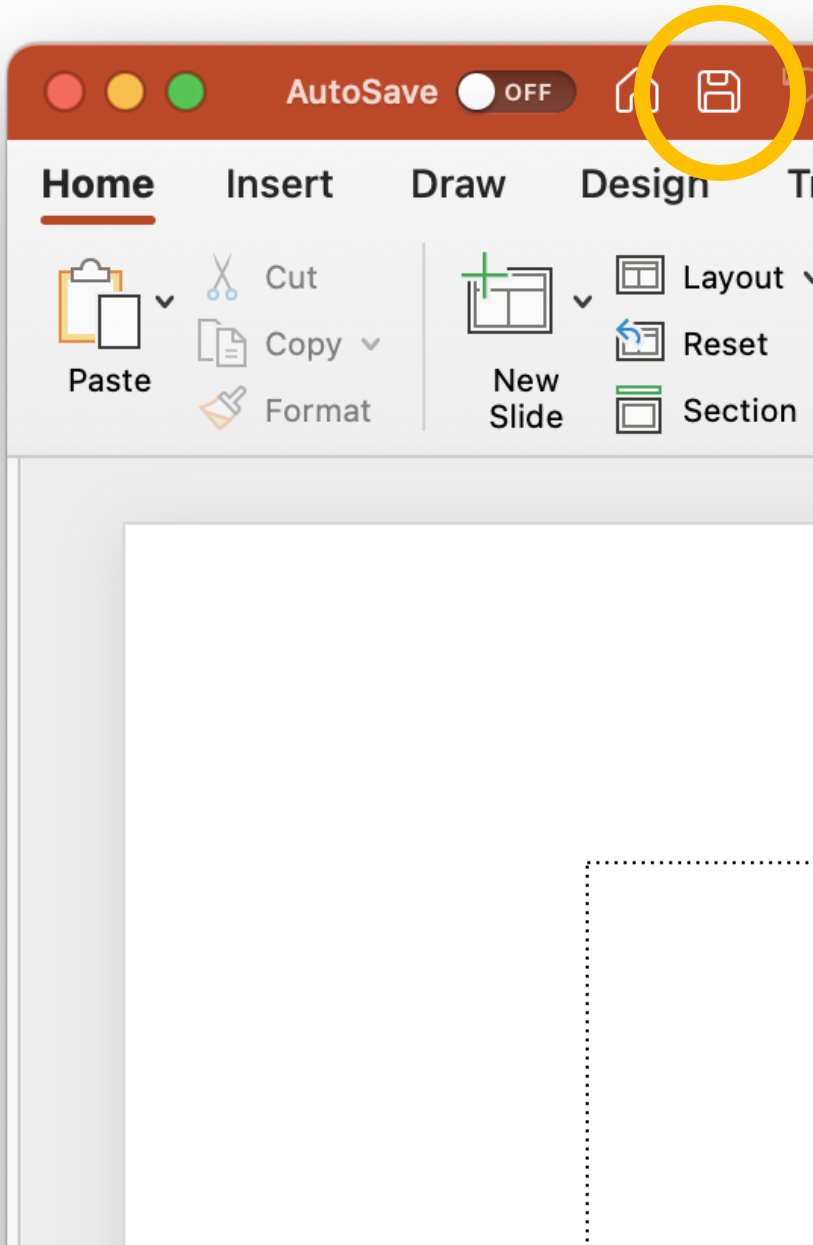 AutoSave OFF
Home Insert Draw Design
Paste
Cut
Copy
Format
New
Slide
Layout
Reset
Section